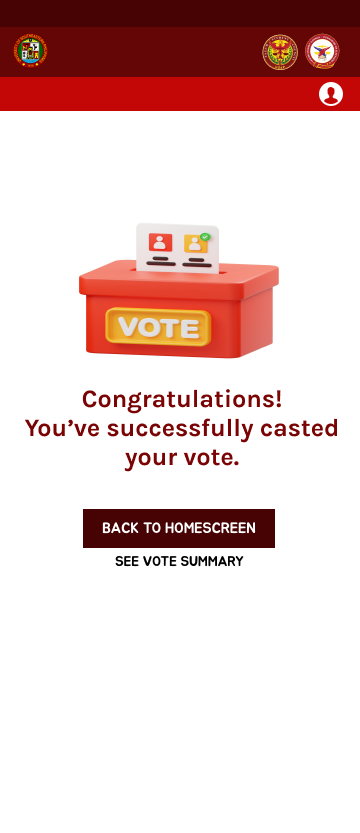 VOTE
Congratulations!
You’ve successfully casted
your vote.
BACK TO HOMESCREEN
SEE VOTE SUMMARY